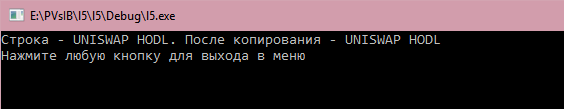 E:\PVsIB\l5\l5\Debug\l5.exe
Строка - UNISWAP HODL. После копирования - UNISWAP HODL
Нажмите любую кнопку для выхода в меню